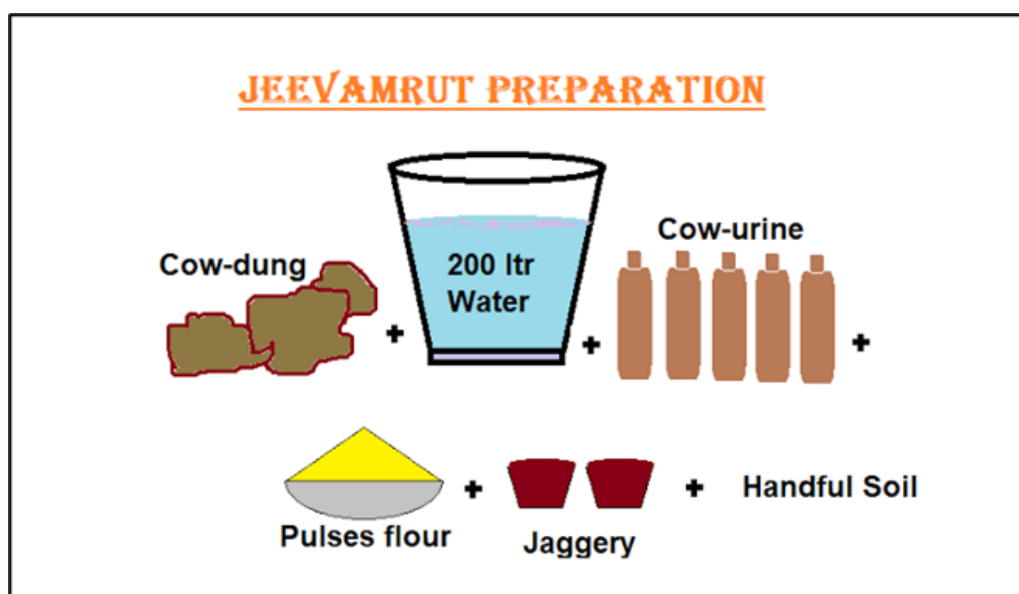 JEEVAMRUT PREPARATION
Cow-dung
+
200 ltr
Water
+
Cow-urine
+
Pulses flour
+
Jaggery
+
Handful Soil